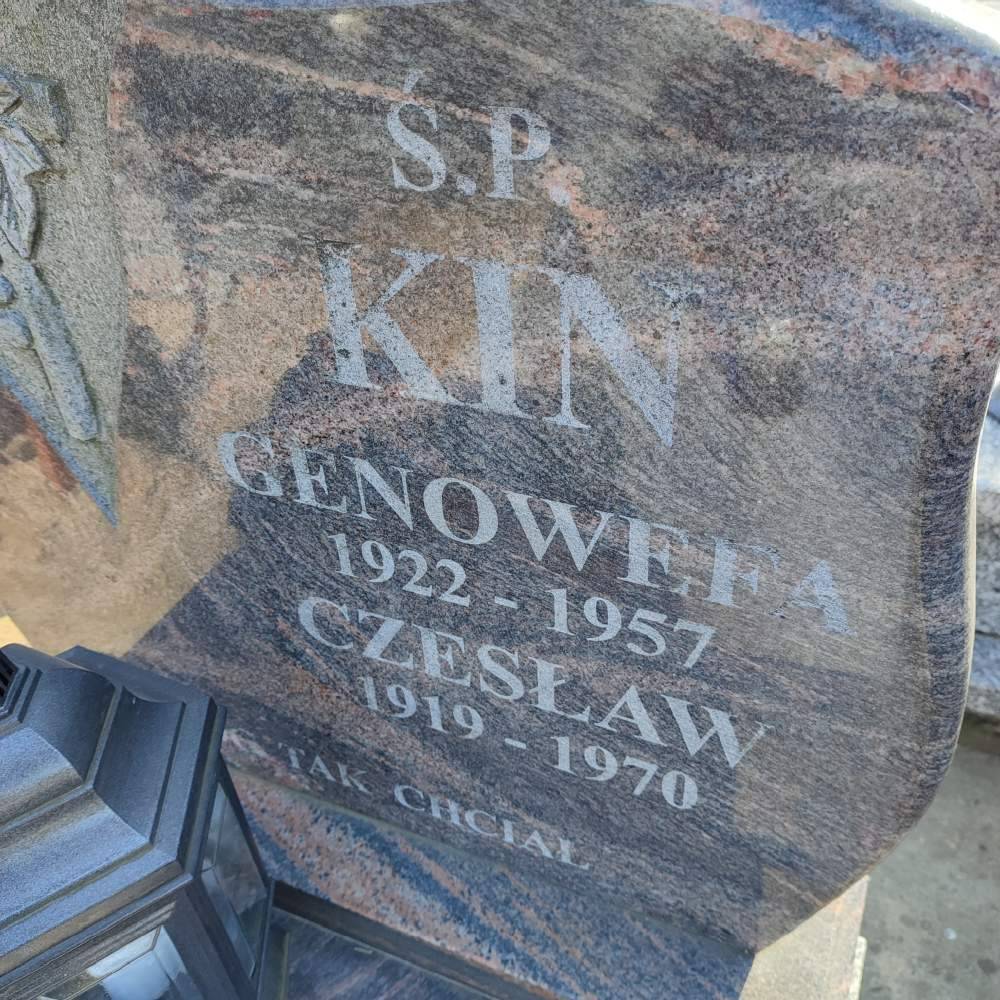 Ś.P.
KIN
GENOWEFA
1922 - 1957
CZESŁAW
1919 - 1970
TAK CHCIAŁ